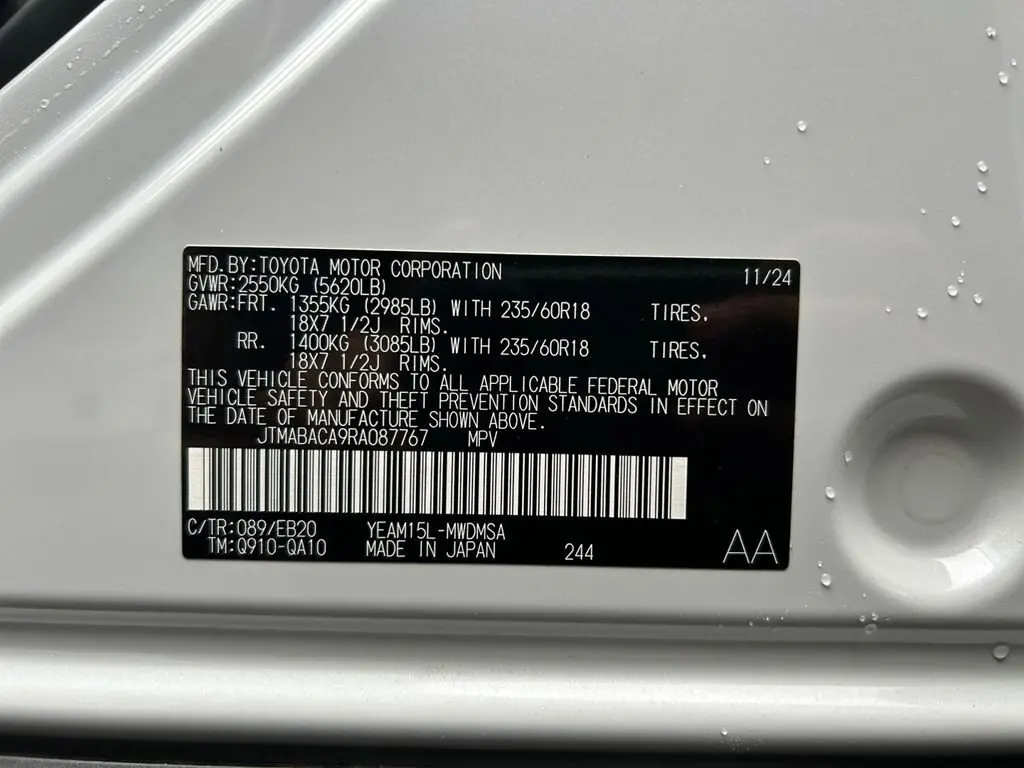 MFD.BY:TOYOTA MOTOR CORPORATION 11/24
GVWR:2550KG (5620LB)
GAWR:FRT. 1355KG (2985LB) WITH 235/60R18 TIRES.
18X7 1/2J RIMS.
RR. 1400KG (3085LB) WITH 235/60R18 TIRES.
18X7 1/2J RIMS.
THIS VEHICLE CONFORMS TO ALL APPLICABLE FEDERAL MOTOR
VEHICLE SAFETY AND THEFT PREVENTION STANDARDS IN EFFECT ON
THE DATE OF MANUFACTURE SHOWN ABOVE.
JTMABACA9RA087767 MPV
C/TR:089/EB20 YEAM15L-MWDMSA
TM:Q910-QA10 MADE IN JAPAN 244 AA